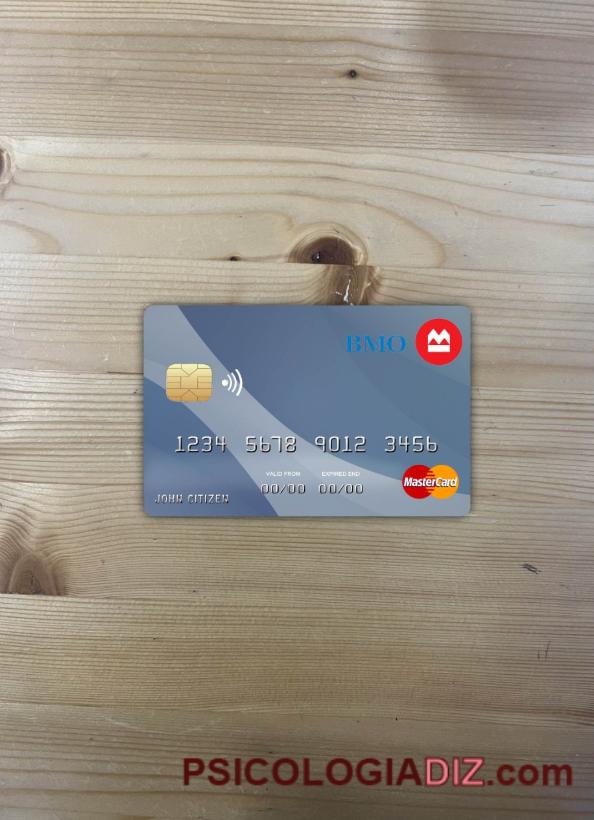 BMO
1234 5678 9012 3456
VALID FROM EXPIRED END
00/00 00/00
MasterCard
JOHN CITIZEN
PSICOLOGIADIZ.com